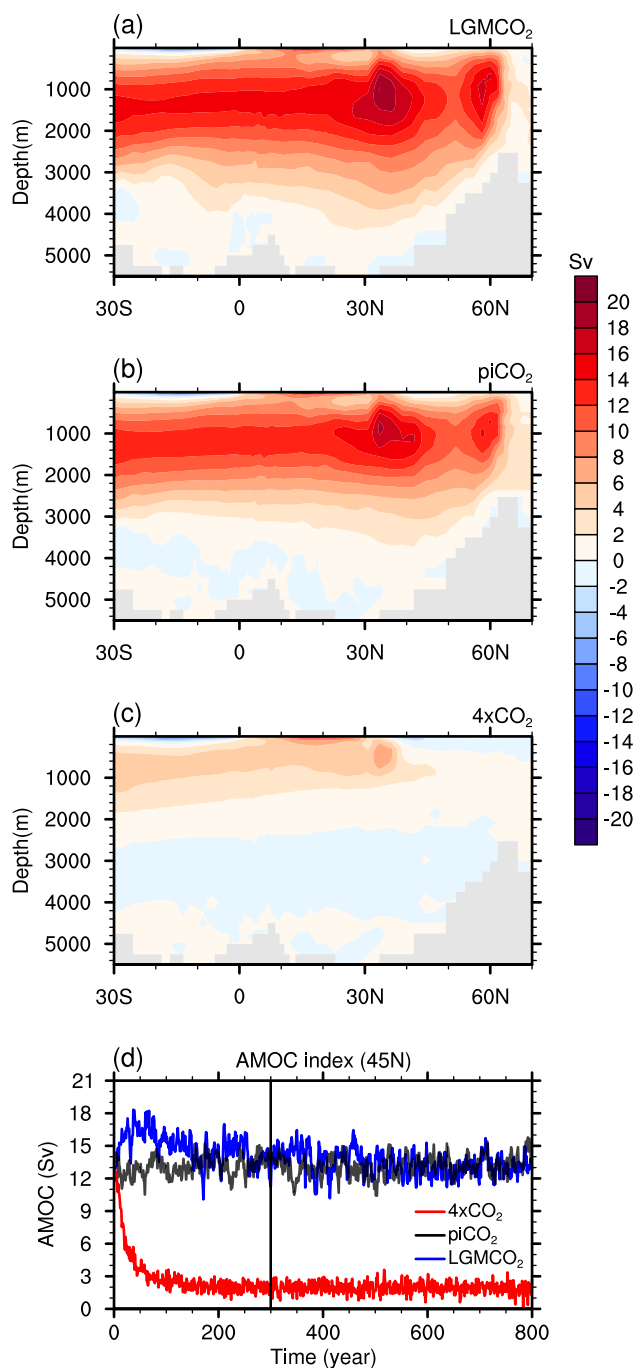 (a) LGMCO₂
Depth(m)
1000
2000
3000
4000
5000
30S 0 30N 60N
(b) piCO₂
Depth(m)
1000
2000
3000
4000
5000
30S 0 30N 60N
Sv
20
18
16
14
12
10
8
6
4
2
0
-2
-4
-6
-8
-10
-12
-14
-16
-18
-20
(c) 4xCO₂
Depth(m)
1000
2000
3000
4000
5000
30S 0 30N 60N
(d) AMOC index (45N)
AMOC (Sv)
21
18
15
12
9
6
3
0
4xCO₂
piCO₂
LGMCO₂
0 200 400 600 800
Time (year)